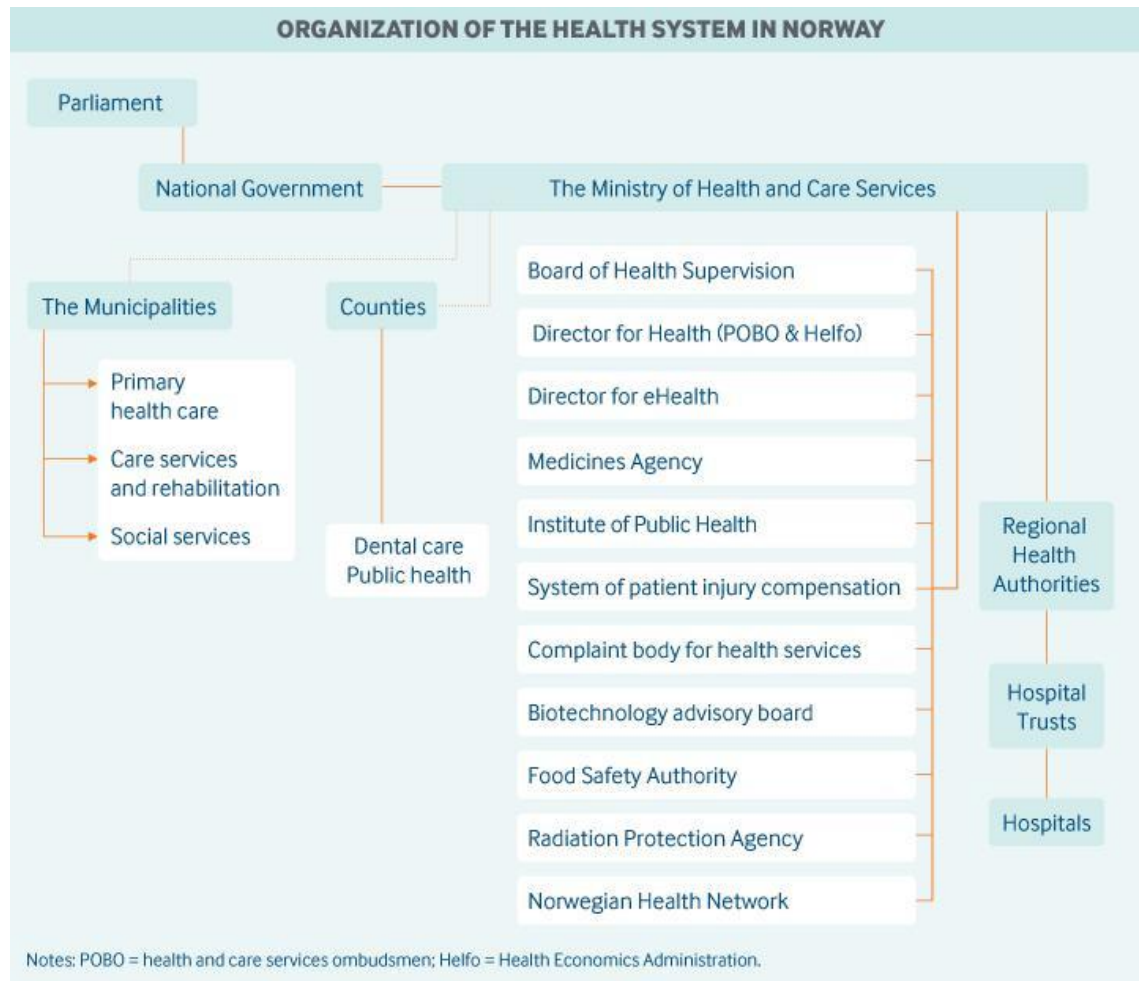 ORGANIZATION OF THE HEALTH SYSTEM IN NORWAY
Parliament
National Government
The Ministry of Health and Care Services
The Municipalities
Primary
health care
Care services
and rehabilitation
Social services
Counties
Dental care
Public health
Board of Health Supervision
Director for Health (POBO & Helfo)
Director for eHealth
Medicines Agency
Institute of Public Health
System of patient injury compensation
Complaint body for health services
Biotechnology advisory board
Food Safety Authority
Radiation Protection Agency
Norwegian Health Network
Regional
Health
Authorities
Hospital
Trusts
Hospitals
Notes: POBO = health and care services ombudsmen; Helfo = Health Economics Administration.